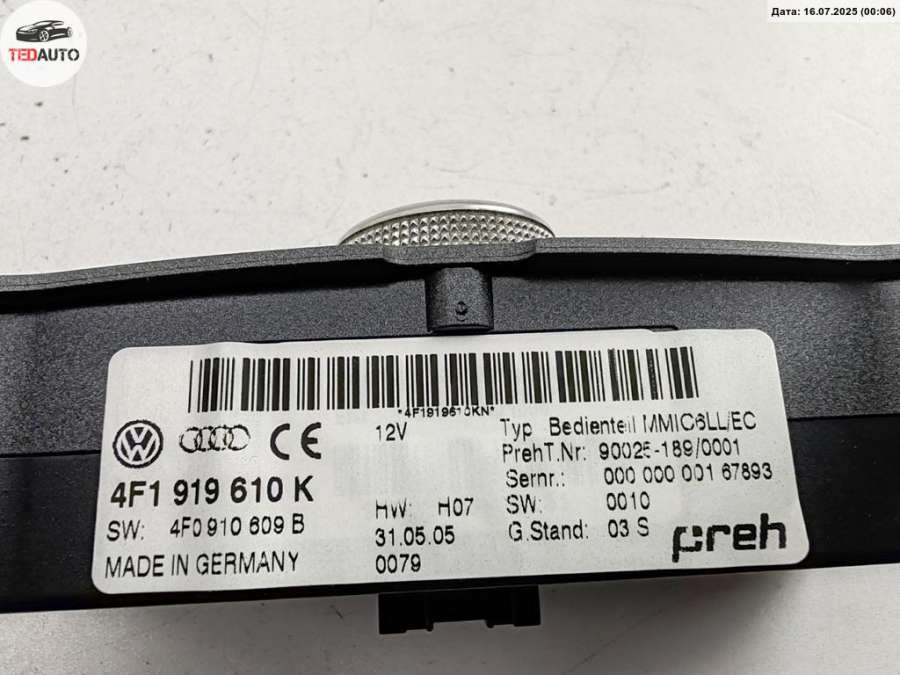 TEDAUTO
Дата: 16.07.2025 (00:06)
*4F1919610KN*
12V
Typ Bedienteil MMIC6LL/EC
PrehT.Nr: 90025-189/0001
Sernr.: 000 000 001 67893
4F1 919 610 K
HW: H07
SW: 0010
SW: 4F0 910 609 B
31.05.05
G.Stand: 03 S
preh
MADE IN GERMANY
0079